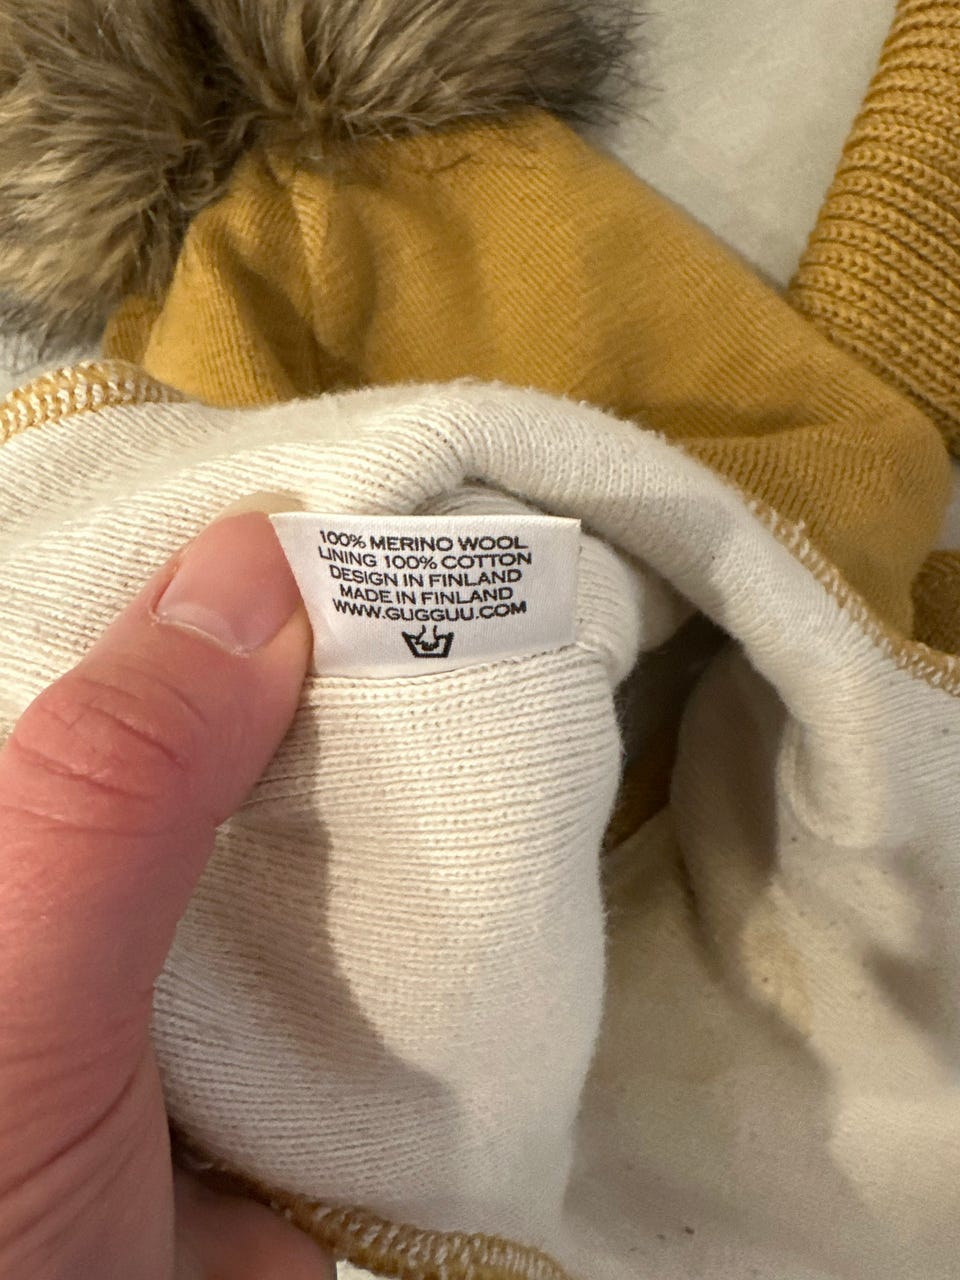 100% MERINO WOOL
LINING 100% COTTON
DESIGN IN FINLAND
MADE IN FINLAND
WWW.GUGGUU.COM